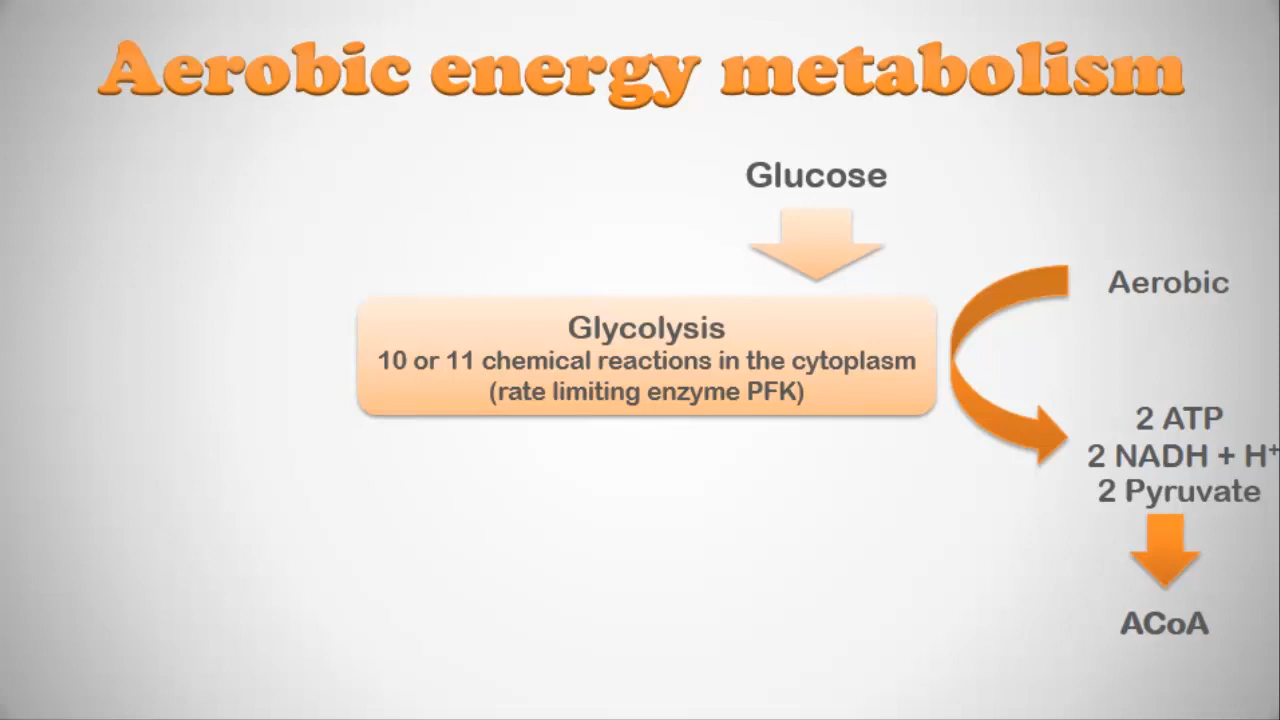 Aerobic energy metabolism
Glucose
Aerobic
Glycolysis
10 or 11 chemical reactions in the cytoplasm
(rate limiting enzyme PFK)
2 ATP
2 NADH + H⁺
2 Pyruvate
ACoA